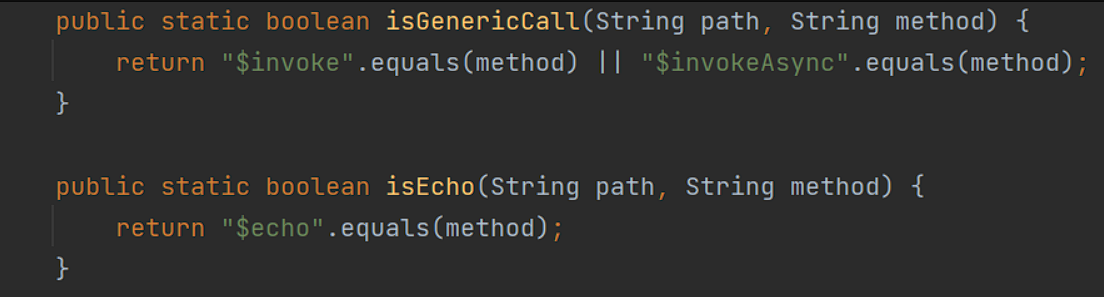 public static boolean isGenericCall(String path, String method) {
return "$invoke".equals(method) || "$invokeAsync".equals(method);
}
public static boolean isEcho(String path, String method) {
return "$echo".equals(method);
}